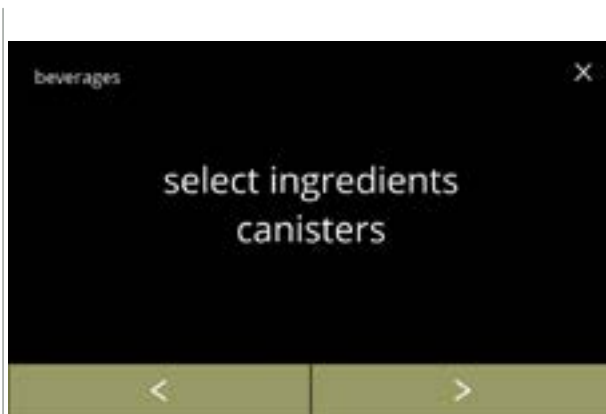 beverages
×
select ingredients
canisters
< >